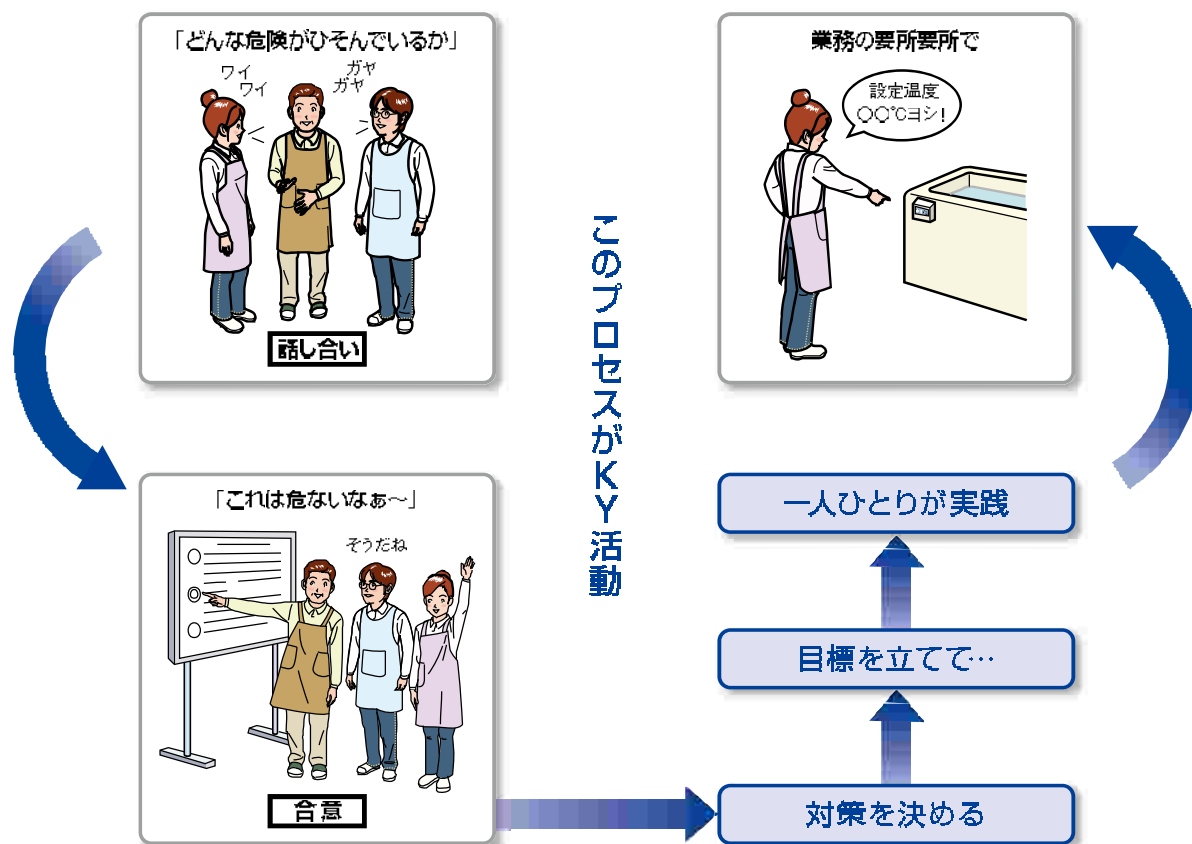 「どんな危険がひそんでいるか」
ワイ
ワイ
ガヤ
ガヤ
話し合い
「これは危ないなぁ～」
そうだね
合意
このプロセスがKY活動
対策を決める
目標を立てて…
一人ひとりが実践
業務の要所要所で
設定温度
○○℃ヨシ!